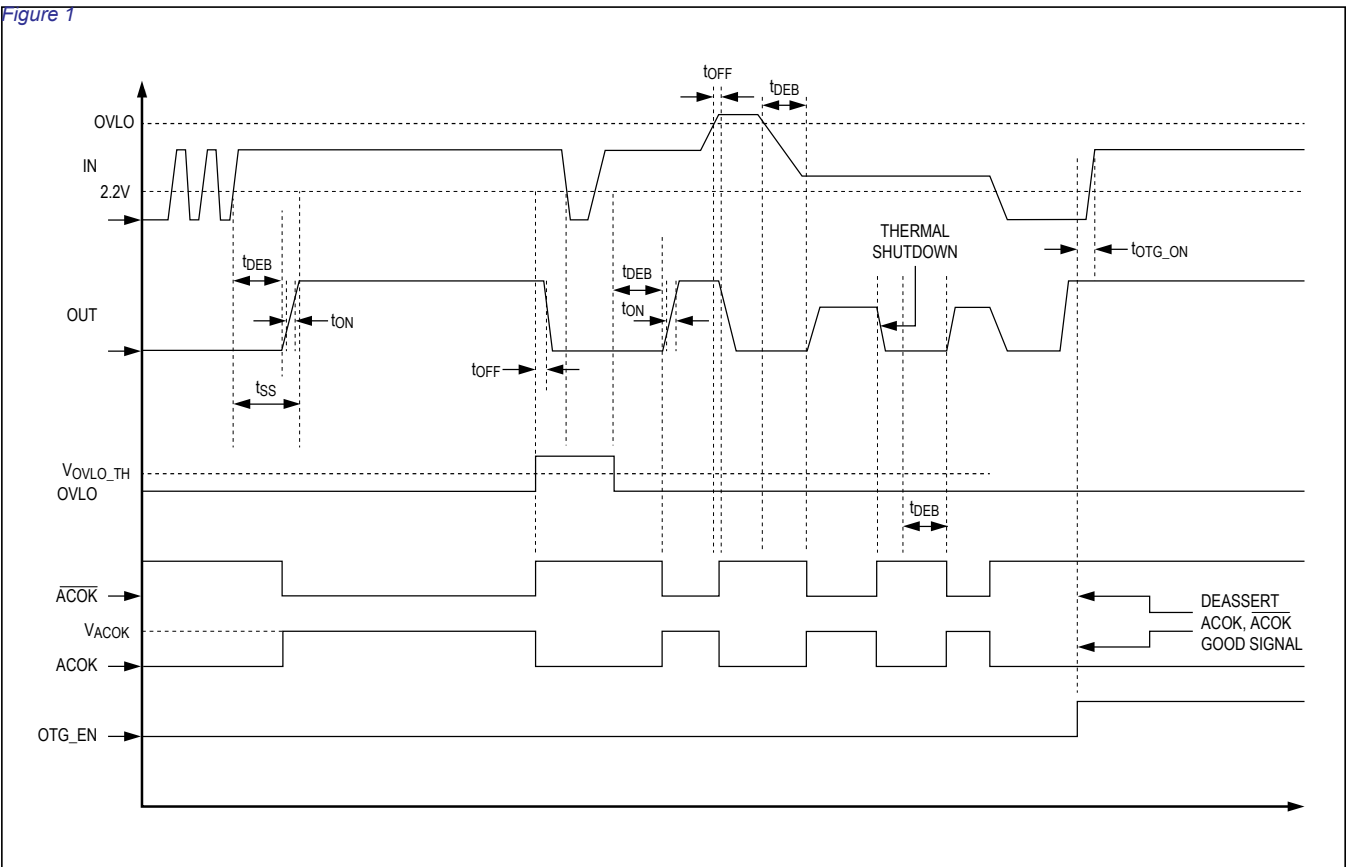 Figure 1
tOFF
tDEB
OVLO
IN
2.2V
THERMAL
SHUTDOWN
tOTG_ON
tDEB
tDEB
OUT
tON
tON
tOFF
tSS
VOVLO_TH
OVLO
tDEB
ACOK
DEASSERT
ACOK, ACOK
GOOD SIGNAL
VACOK
ACOK
OTG_EN